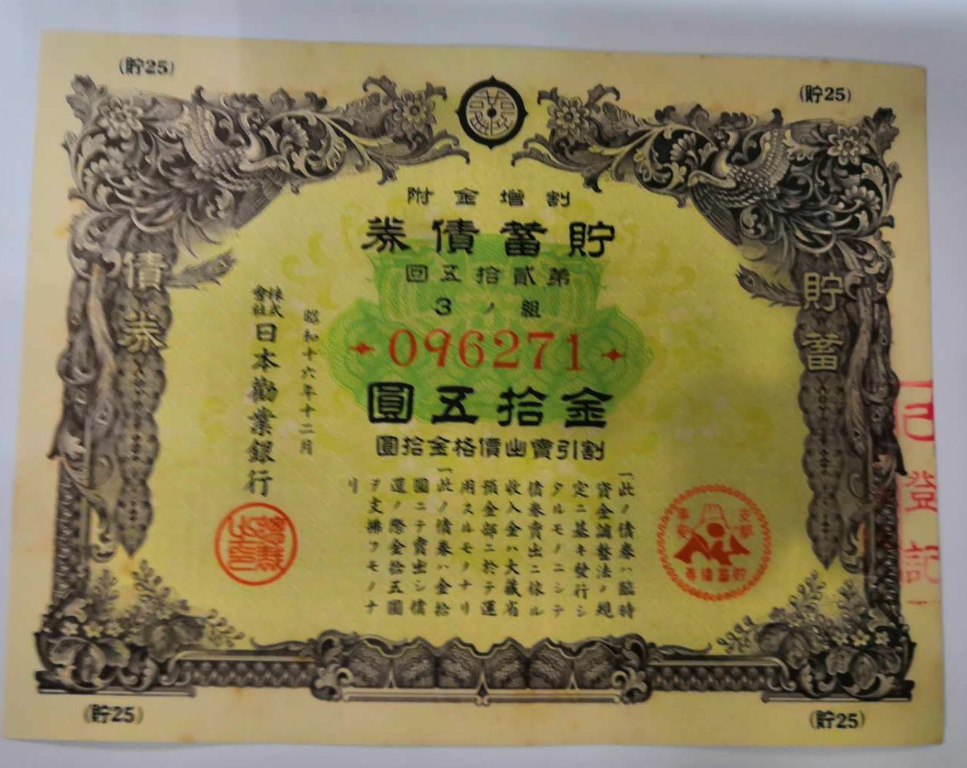 (貯25)
(貯25)
割增金附
貯蓄債券
第貳拾五回
組ノ3
096271
金拾五圓
割引賣出價格金拾圓
貯蓄
債券
一此ノ債券ハ臨時
資金調整法ノ規
定ニ基キ發行シ
タルモノニシテ
債券賣出ニ依ル
收入金ハ大藏省
預金部ニ於テ運
用スルモノナリ
一此ノ債券ハ金拾
圓ニテ賣出シ償
還ノ際金拾五圓
ヲ支拂フモノナ
リ
昭和十六年十二月
株式會社日本勸業銀行
貯蓄債券
已登記
(貯25)
(貯25)